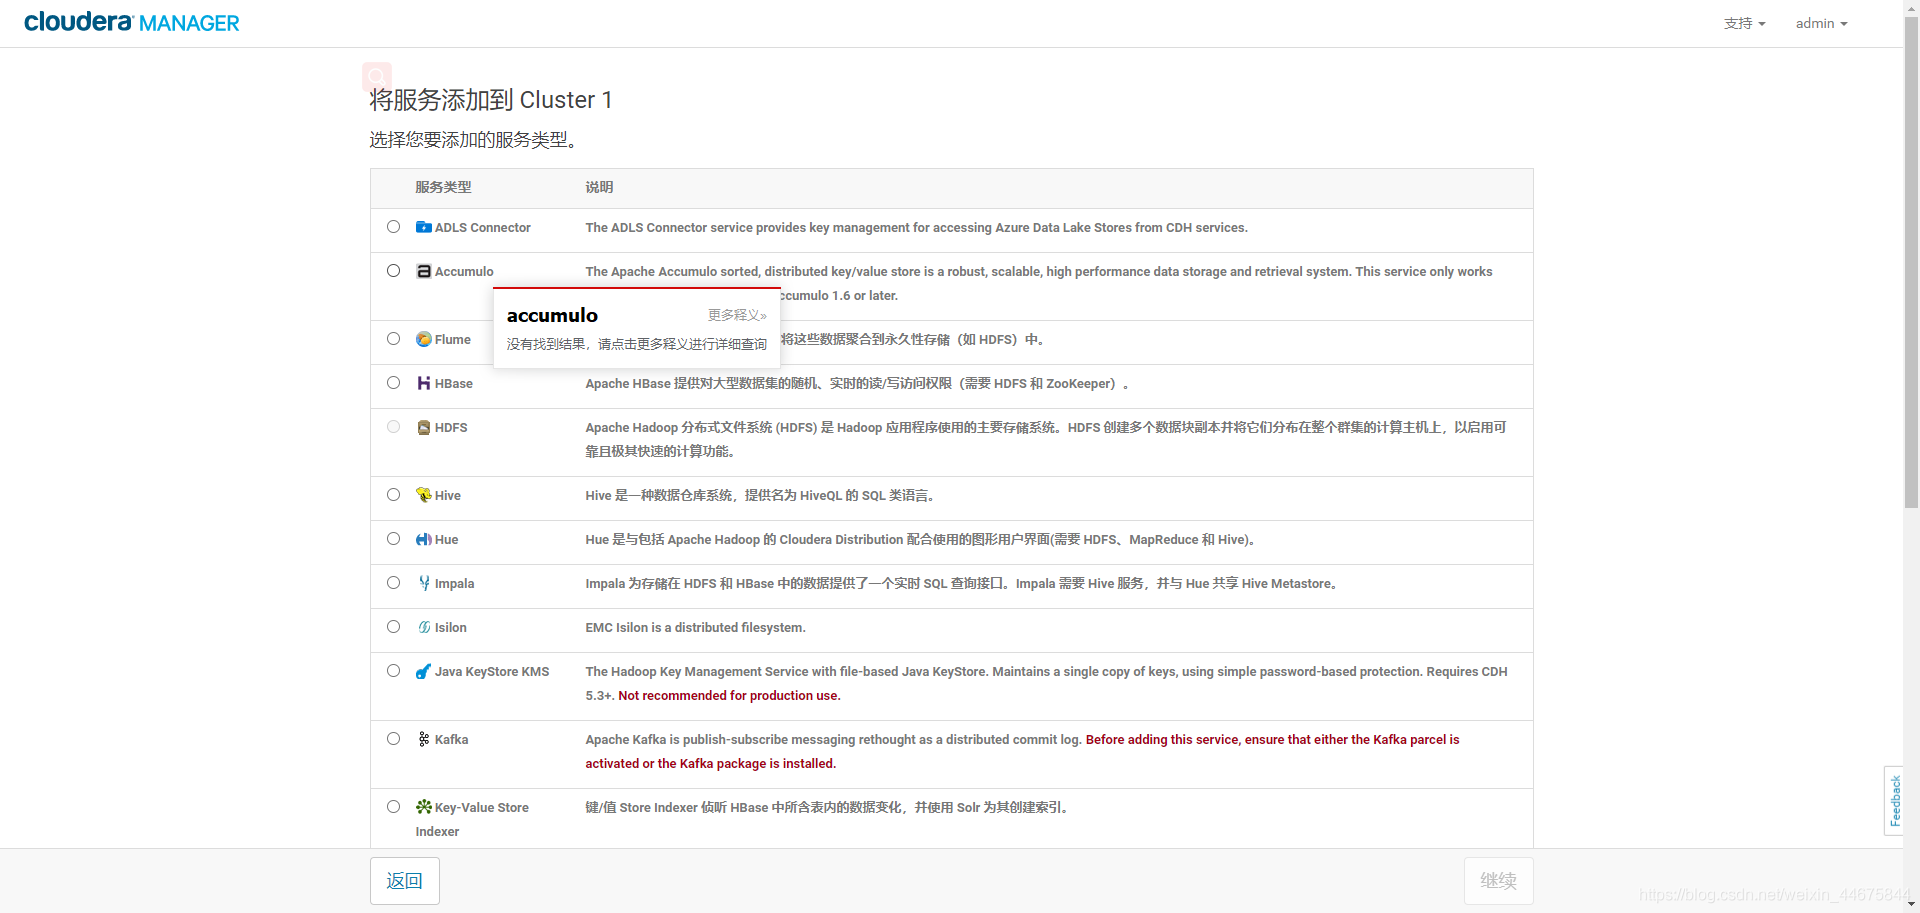 cloudera MANAGER
支持
admin
将服务添加到 Cluster 1
选择您要添加的服务类型。
服务类型 说明
ADLS Connector The ADLS Connector service provides key management for accessing Azure Data Lake Stores from CDH services.
Accumulo The Apache Accumulo sorted, distributed key/value store is a robust, scalable, high performance data storage and retrieval system. This service only works
ccumulo 1.6 or later.
accumulo 更多释义»
没有找到结果，请点击更多释义进行详细查询
Flume 将这些数据聚合到永久性存储（如 HDFS）中。
HBase Apache HBase 提供对大型数据集的随机、实时的读/写访问权限（需要 HDFS 和 ZooKeeper）。
HDFS Apache Hadoop 分布式文件系统 (HDFS) 是 Hadoop 应用程序使用的主要存储系统。HDFS 创建多个数据块副本并将它们分布在整个群集的计算主机上，以启用可
靠且极其快速的计算功能。
Hive Hive 是一种数据仓库系统，提供名为 HiveQL 的 SQL 类语言。
Hue Hue 是与包括 Apache Hadoop 的 Cloudera Distribution 配合使用的图形用户界面(需要 HDFS、MapReduce 和 Hive)。
Impala Impala 为存储在 HDFS 和 HBase 中的数据提供了一个实时 SQL 查询接口。Impala 需要 Hive 服务，并与 Hue 共享 Hive Metastore。
Isilon EMC Isilon is a distributed filesystem.
Java KeyStore KMS The Hadoop Key Management Service with file-based Java KeyStore. Maintains a single copy of keys, using simple password-based protection. Requires CDH
5.3+. Not recommended for production use.
Kafka Apache Kafka is publish-subscribe messaging rethought as a distributed commit log. Before adding this service, ensure that either the Kafka parcel is
activated or the Kafka package is installed.
Key-Value Store 键/值 Store Indexer 侦听 HBase 中所含表内的数据变化，并使用 Solr 为其创建索引。
Indexer
Feedback
返回 继续
https://blog.csdn.net/weixin_44675844